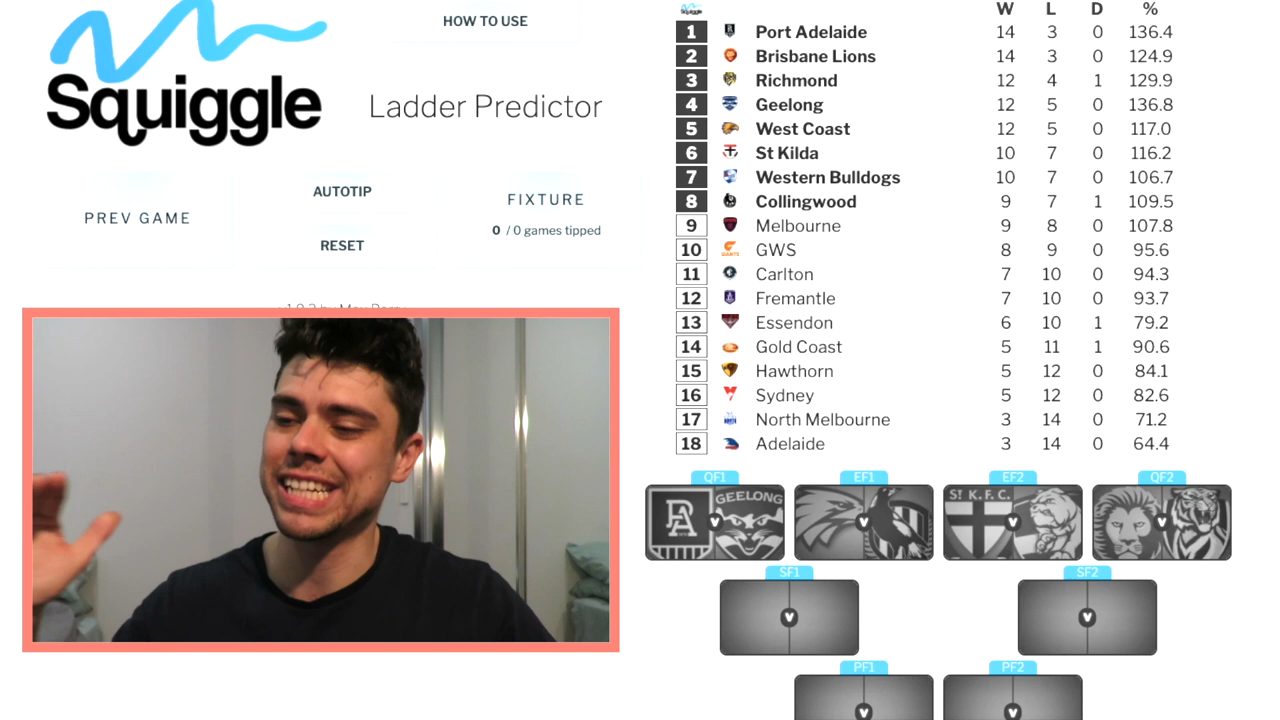 HOW TO USE
Squiggle
Ladder Predictor
AUTOTIP
FIXTURE
PREV GAME
0 / 0 games tipped
RESET
W L D %
1 Port Adelaide 14 3 0 136.4
2 Brisbane Lions 14 3 0 124.9
3 Richmond 12 4 1 129.9
4 Geelong 12 5 0 136.8
5 West Coast 12 5 0 117.0
6 St Kilda 10 7 0 116.2
7 Western Bulldogs 10 7 0 106.7
8 Collingwood 9 7 1 109.5
9 Melbourne 9 8 0 107.8
10 GWS 8 9 0 95.6
11 Carlton 7 10 0 94.3
12 Fremantle 7 10 0 93.7
13 Essendon 6 10 1 79.2
14 Gold Coast 5 11 1 90.6
15 Hawthorn 5 12 0 84.1
16 Sydney 5 12 0 82.6
17 North Melbourne 3 14 0 71.2
18 Adelaide 3 14 0 64.4
QF1 EF1 EF2 QF2
PA GEELONG V V ST K.F.C. V V
SF1 SF2
V V
PF1 PF2
V V